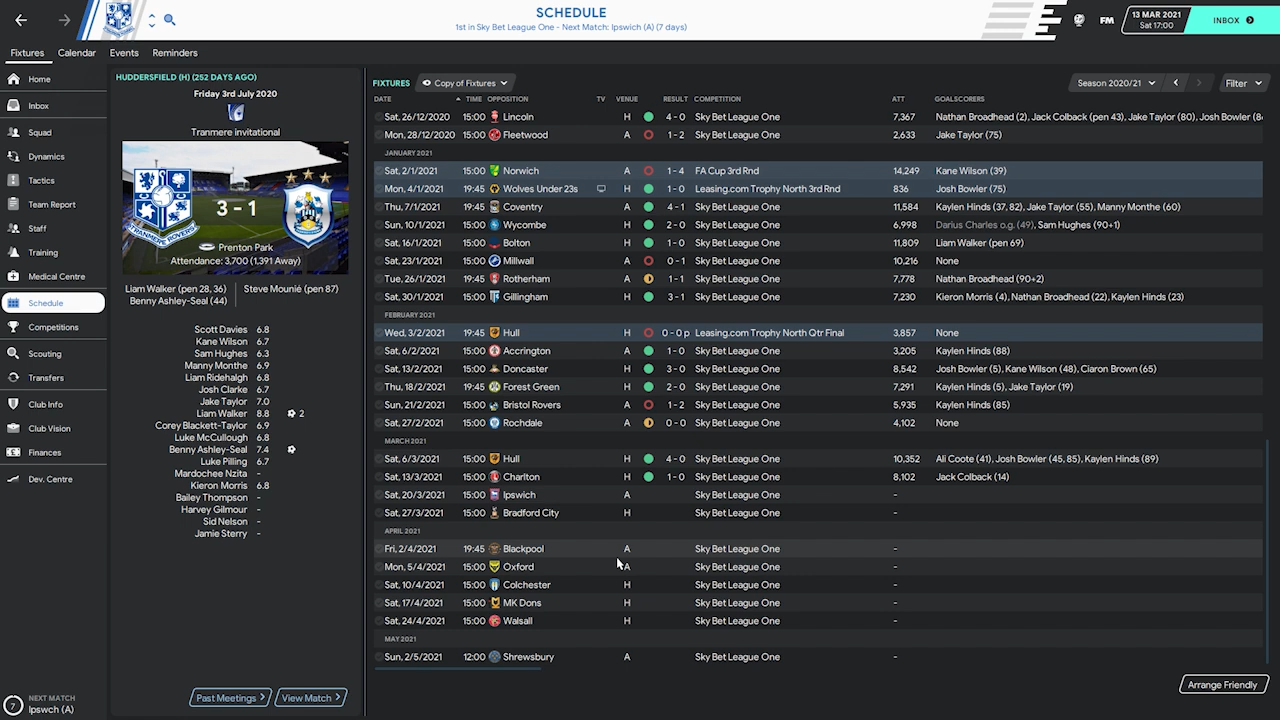 SCHEDULE
1st in Sky Bet League One - Next Match: Ipswich (A) (7 days)
FM
13 MAR 2021
Sat 17:00
INBOX
Fixtures Calendar Events Reminders
Home
Inbox
Squad
Dynamics
Tactics
Team Report
Staff
Training
Medical Centre
Schedule
Competitions
Scouting
Transfers
Club Info
Club Vision
Finances
Dev. Centre
NEXT MATCH
7 Ipswch (A)
HUDDERSFIELD (H) (252 DAYS AGO)
Friday 3rd July 2020
Tranmere invitational
3 - 1
Prenton Park
Attendance: 3,700 (1,391 Away)
Liam Walker (pen 28, 36) Steve Mounié (pen 87)
Benny Ashley-Seal (44)
Scott Davies 6.8
Kane Wilson 6.7
Sam Hughes 6.3
Manny Monthe 6.9
Liam Ridehalgh 6.8
Josh Clarke 6.7
Jake Taylor 7.0
Liam Walker 8.8 2
Corey Blackett-Taylor 6.9
Luke McCullough 6.8
Benny Ashley-Seal 7.4
Luke Pilling 6.7
Mardochee Nzita -
Kieron Morris 6.8
Bailey Thompson -
Harvey Gilmour -
Sid Nelson -
Jamie Sterry -
Past Meetings > View Match >
FIXTURES Copy of Fixtures Season 2020/21 < > Filter
DATE TIME OPPOSITION TV VENUE RESULT COMPETITION ATT GOALSCORERS
Sat, 26/12/2020 15:00 Lincoln H 4 - 0 Sky Bet League One 7,367 Nathan Broadhead (2), Jack Colback (pen 43), Jake Taylor (80), Josh Bowler (8
Mon, 28/12/2020 15:00 Fleetwood A 1 - 2 Sky Bet League One 2,633 Jake Taylor (75)
JANUARY 2021
Sat, 2/1/2021 15:00 Norwich A 1 - 4 FA Cup 3rd Rnd 14,249 Kane Wilson (39)
Mon, 4/1/2021 19:45 Wolves Under 23s H 1 - 0 Leasing.com Trophy North 3rd Rnd 836 Josh Bowler (75)
Thu, 7/1/2021 19:45 Coventry A 4 - 1 Sky Bet League One 11,584 Kaylen Hinds (37, 82), Jake Taylor (55), Manny Monthe (60)
Sun, 10/1/2021 15:00 Wycombe H 2 - 0 Sky Bet League One 6,998 Darius Charles o.g. (49), Sam Hughes (90+1)
Sat, 16/1/2021 15:00 Bolton H 1 - 0 Sky Bet League One 11,809 Liam Walker (pen 69)
Sat, 23/1/2021 15:00 Millwall A 0 - 1 Sky Bet League One 10,216 None
Tue, 26/1/2021 19:45 Rotherham A 1 - 1 Sky Bet League One 7,778 Nathan Broadhead (90+2)
Sat, 30/1/2021 15:00 Gillingham H 3 - 1 Sky Bet League One 7,230 Kieron Morris (4), Nathan Broadhead (22), Kaylen Hinds (23)
FEBRUARY 2021
Wed, 3/2/2021 19:45 Hull H 0 - 0 p Leasing.com Trophy North Qtr Final 3,857 None
Sat, 6/2/2021 15:00 Accrington A 1 - 0 Sky Bet League One 3,205 Kaylen Hinds (88)
Sat, 13/2/2021 15:00 Doncaster H 3 - 0 Sky Bet League One 8,542 Josh Bowler (5), Kane Wilson (48), Ciaron Brown (65)
Thu, 18/2/2021 19:45 Forest Green H 2 - 0 Sky Bet League One 7,291 Kaylen Hinds (5), Jake Taylor (19)
Sun, 21/2/2021 15:00 Bristol Rovers A 1 - 2 Sky Bet League One 5,935 Kaylen Hinds (85)
Sat, 27/2/2021 15:00 Rochdale A 0 - 0 Sky Bet League One 4,102 None
MARCH 2021
Sat, 6/3/2021 15:00 Hull H 4 - 0 Sky Bet League One 10,352 Ali Coote (41), Josh Bowler (45, 85), Kaylen Hinds (89)
Sat, 13/3/2021 15:00 Charlton H 1 - 0 Sky Bet League One 8,102 Jack Colback (14)
Sat, 20/3/2021 15:00 Ipswich A Sky Bet League One -
Sat, 27/3/2021 15:00 Bradford City H Sky Bet League One -
APRIL 2021
Fri, 2/4/2021 19:45 Blackpool A Sky Bet League One -
Mon, 5/4/2021 15:00 Oxford A Sky Bet League One -
Sat, 10/4/2021 15:00 Colchester H Sky Bet League One -
Sat, 17/4/2021 15:00 MK Dons H Sky Bet League One -
Sat, 24/4/2021 15:00 Walsall H Sky Bet League One -
MAY 2021
Sun, 2/5/2021 12:00 Shrewsbury A Sky Bet League One -
Arrange Friendly